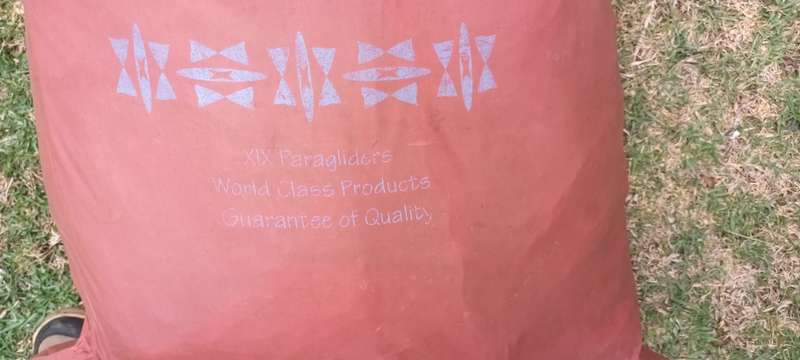 XIX Paragliders
World Class Products
Guarantee of Quality